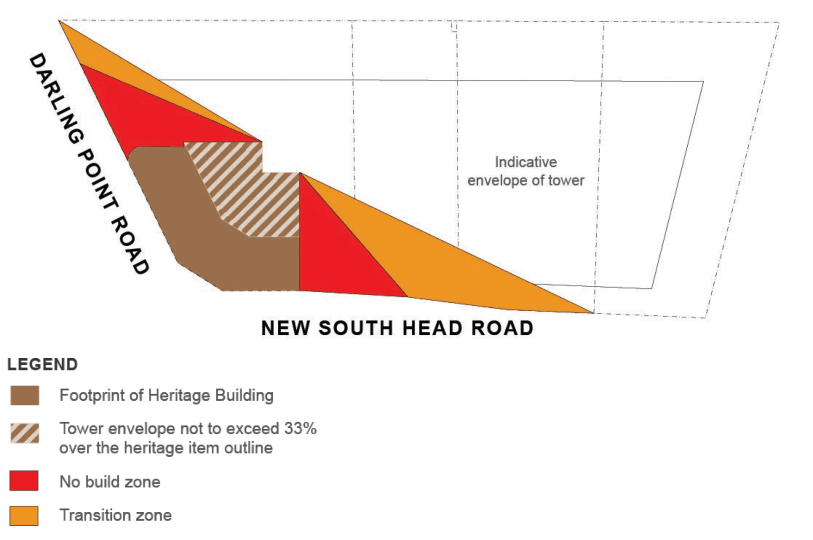 DARLING POINT ROAD
Indicative
envelope of tower
NEW SOUTH HEAD ROAD
LEGEND
Footprint of Heritage Building
Tower envelope not to exceed 33%
over the heritage item outline
No build zone
Transition zone